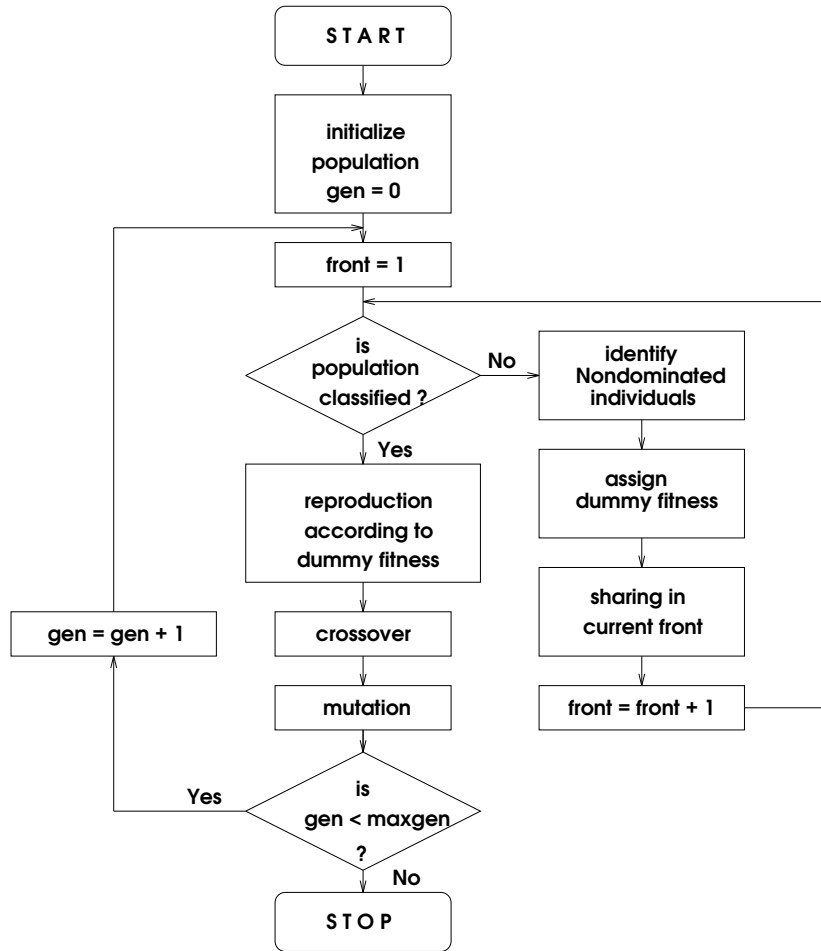 S T A R T
initialize
population
gen = 0
front = 1
is
population
classified ?
No
identify
Nondominated
individuals
Yes
reproduction
according to
dummy fitness
assign
dummy fitness
sharing in
current front
gen = gen + 1
crossover
mutation
front = front + 1
Yes
is
gen < maxgen
?
No
S T O P